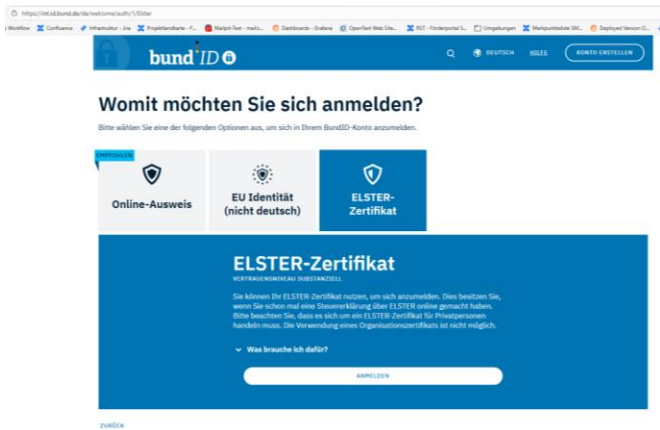 https://int.id.bund.de/de/welcome/auth/1/Elster
Workflow Confluence Infrastruktur - Jira Projektlandkarte - F... Mailpit-Test - mailt... Dashboards - Grafana OpenText Web Site... RST - Förderportal S... Umgebungen Merkpunkteliste SM... Deployed Version O...
bund ID
DEUTSCH HILFE KONTO ERSTELLEN
Womit möchten Sie sich anmelden?
Bitte wählen Sie eine der folgenden Optionen aus, um sich in Ihrem BundID-Konto anzumelden.
EMPFOHLEN
Online-Ausweis
EU Identität
(nicht deutsch)
ELSTER-
Zertifikat
ELSTER-Zertifikat
VERTRAUENSNIVEAU SUBSTANZIELL
Sie können Ihr ELSTER-Zertifikat nutzen, um sich anzumelden. Dies besitzen Sie,
wenn Sie schon mal eine Steuererklärung über ELSTER online gemacht haben.
Bitte beachten Sie, dass es sich um ein ELSTER-Zertifikat für Privatpersonen
handeln muss. Die Verwendung eines Organisationszertifikats ist nicht möglich.
Was brauche ich dafür?
ANMELDEN
ZURÜCK